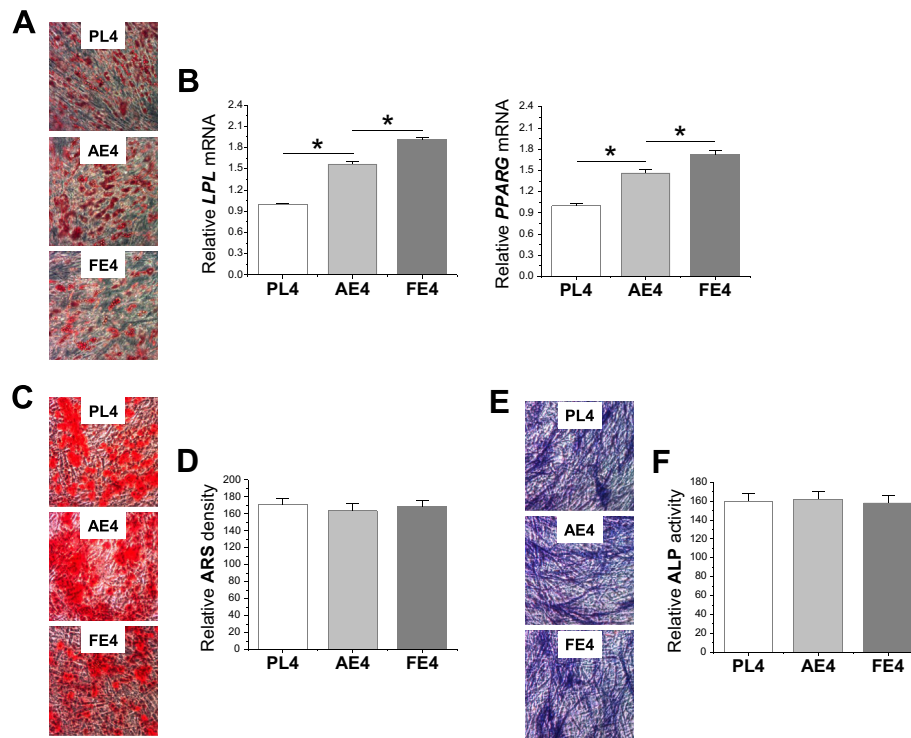 A
PL4
AE4
FE4
B
Relative LPL mRNA
2.4
2.1
1.8
1.5
1.2
0.9
0.6
0.3
0.0
*
*
PL4 AE4 FE4
Relative PPARG mRNA
2.4
2.1
1.8
1.5
1.2
0.9
0.6
0.3
0.0
*
*
PL4 AE4 FE4
C
PL4
AE4
FE4
D
Relative ARS density
200
180
160
140
120
100
80
60
40
20
0
PL4 AE4 FE4
E
PL4
AE4
FE4
F
Relative ALP activity
180
160
140
120
100
80
60
40
20
0
PL4 AE4 FE4